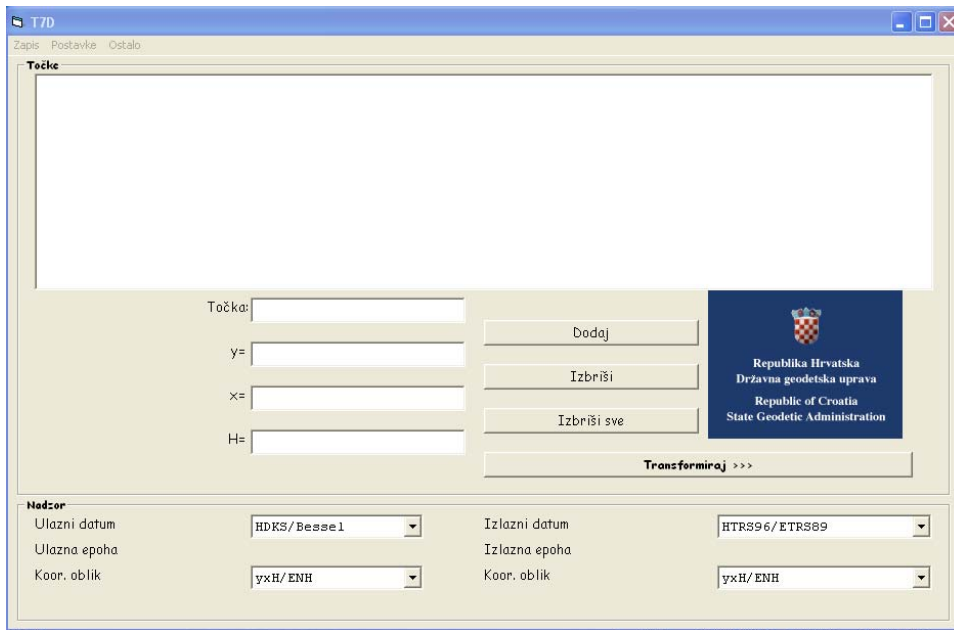 T7D
Zapis Postavke Ostalo
Točke
Točka:
y=
x=
H=
Dodaj
Izbriši
Izbriši sve
Republika Hrvatska
Državna geodetska uprava
Republic of Croatia
State Geodetic Administration
Transformiraj >>>
Nadzor
Ulazni datum
HDKS/Bessel
Izlazni datum
HTRS96/ETRS89
Ulazna epoha
Izlazna epoha
Koor. oblik
yxH/ENH
Koor. oblik
yxH/ENH